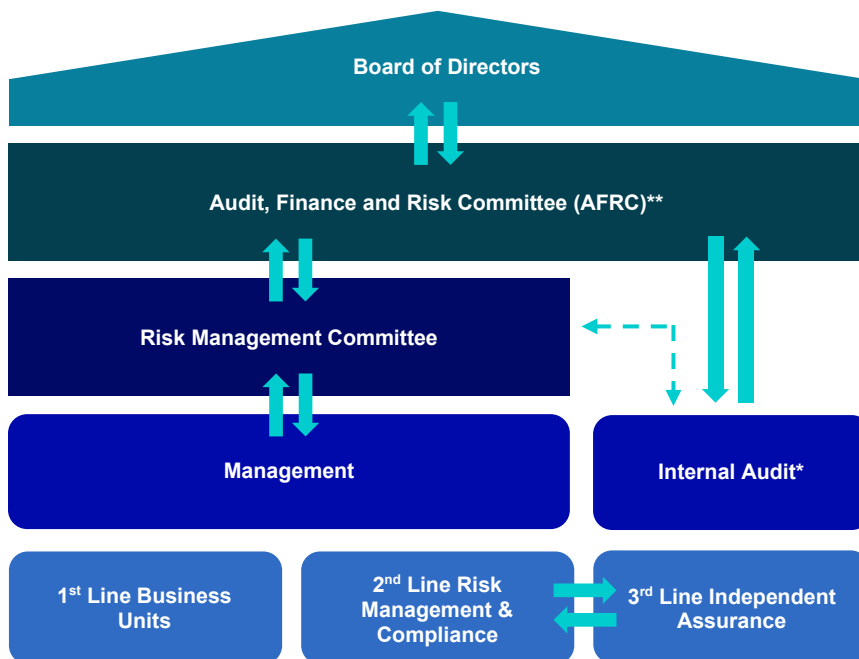 Board of Directors
Audit, Finance and Risk Committee (AFRC)**
Risk Management Committee
Management
Internal Audit*
1st Line Business
Units
2nd Line Risk
Management &
Compliance
3rd Line Independent
Assurance